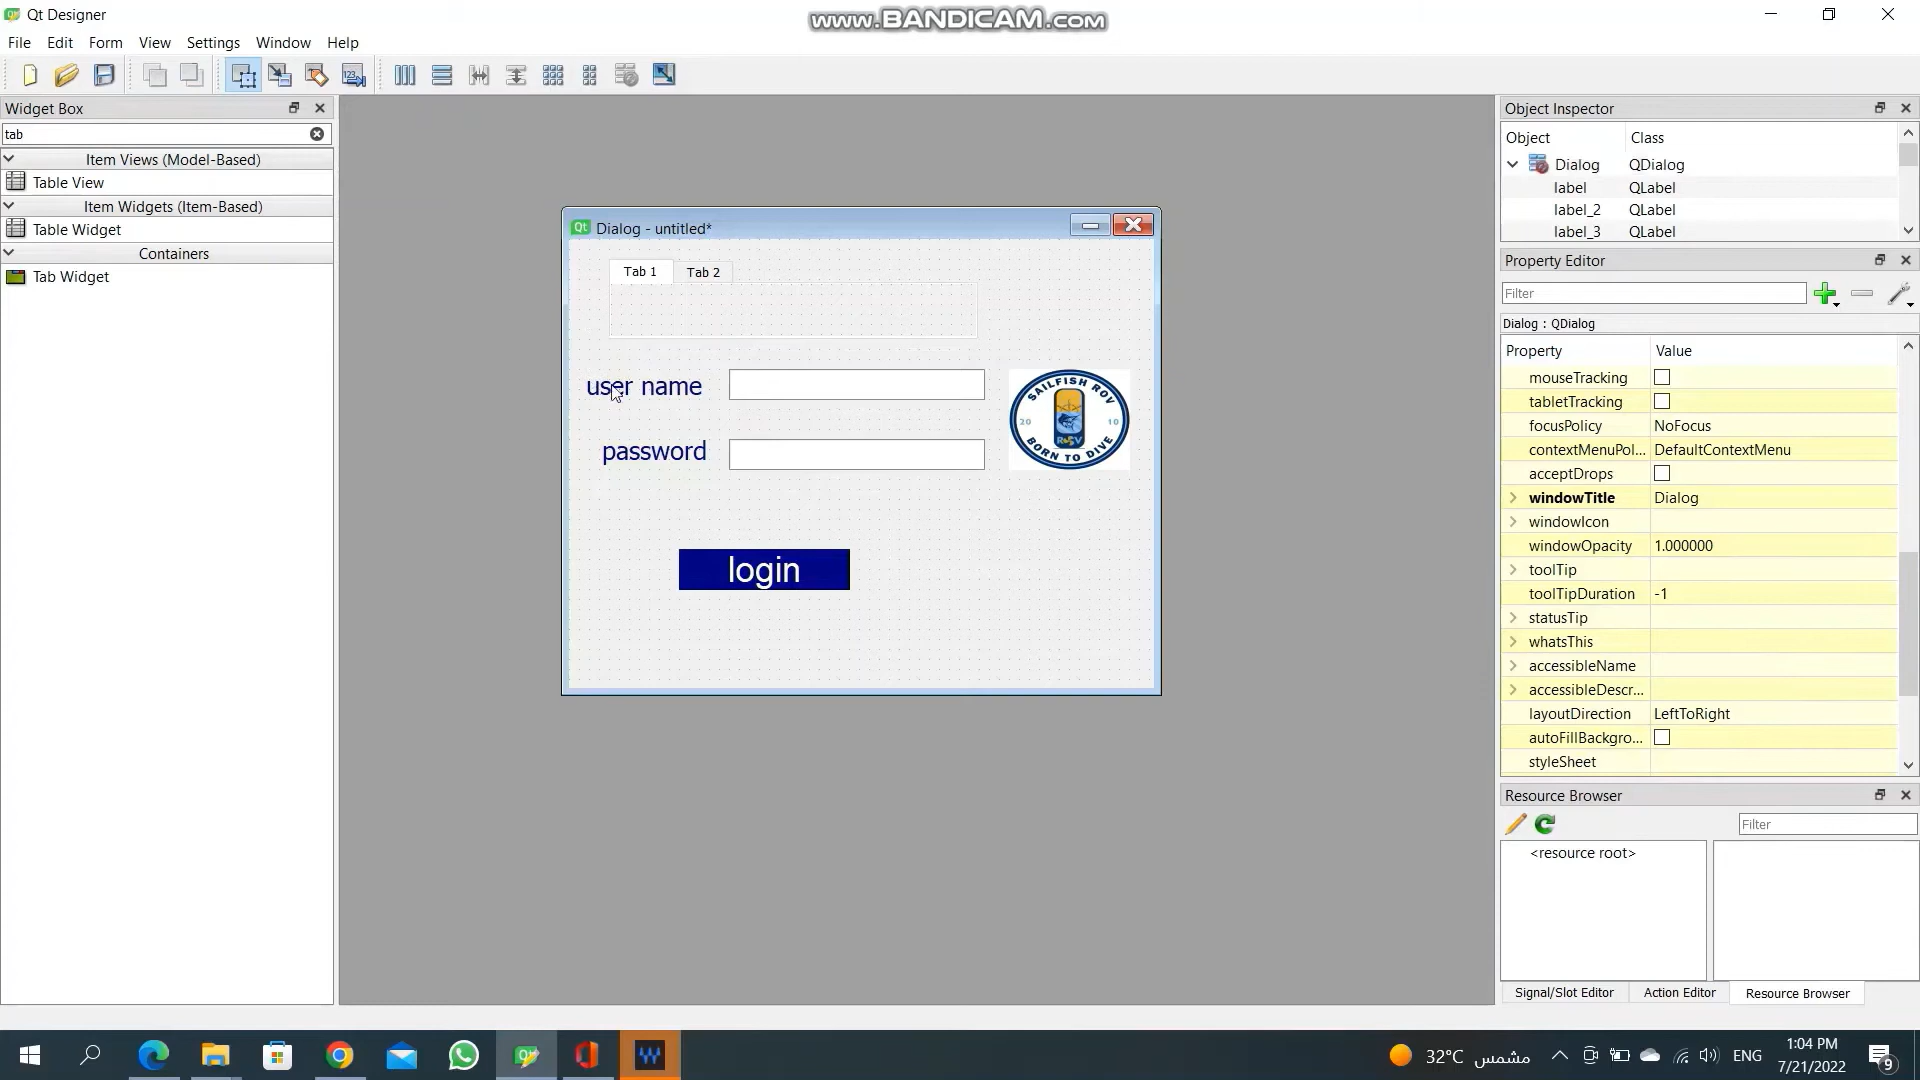 Qt Designer
www.BANDICAM.com
File Edit Form View Settings Window Help
Widget Box
tab
Item Views (Model-Based)
Table View
Item Widgets (Item-Based)
Table Widget
Containers
Tab Widget
Dialog - untitled*
Tab 1 Tab 2
user name
password
SAILFISH ROV
20 10
ROV
BORN TO DIVE
login
Object Inspector
Object Class
Dialog QDialog
label QLabel
label_2 QLabel
label_3 QLabel
Property Editor
Filter
Dialog : QDialog
Property Value
mouseTracking
tabletTracking
focusPolicy NoFocus
contextMenuPol... DefaultContextMenu
acceptDrops
windowTitle Dialog
windowIcon
windowOpacity 1.000000
toolTip
toolTipDuration -1
statusTip
whatsThis
accessibleName
accessibleDescr...
layoutDirection LeftToRight
autoFillBackgro...
styleSheet
Resource Browser
Filter
<resource root>
Signal/Slot Editor Action Editor Resource Browser
32°C مشمس ENG
1:04 PM
7/21/2022
9